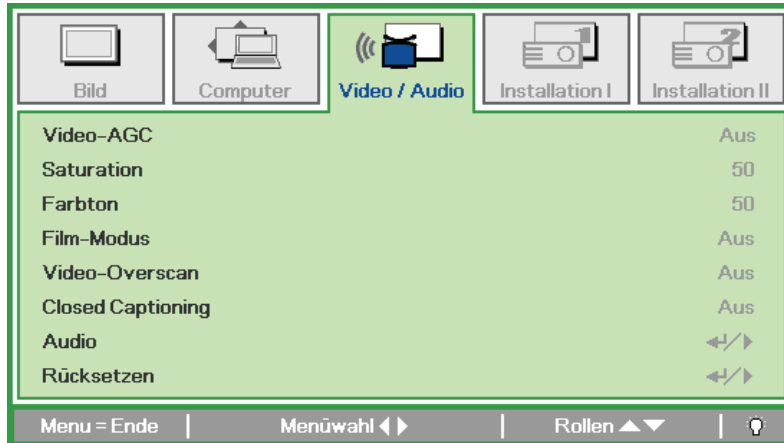 Bild Computer Video / Audio Installation I Installation II
Video-AGC Aus
Saturation 50
Farbton 50
Film-Modus Aus
Video-Overscan Aus
Closed Captioning Aus
Audio ↵/▶
Rücksetzen ↵/▶
Menu = Ende | Menüwahl ◀▶ | Rollen ▲▼ |